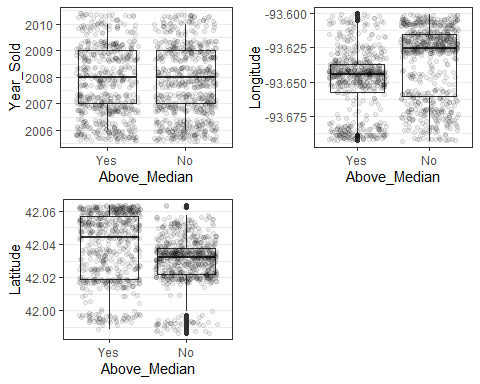 Year_Sold
2010
2009
2008
2007
2006
Yes
No
Above_Median
Longitude
-93.600
-93.625
-93.650
-93.675
Yes
No
Above_Median
Latitude
42.06
42.04
42.02
42.00
Yes
No
Above_Median